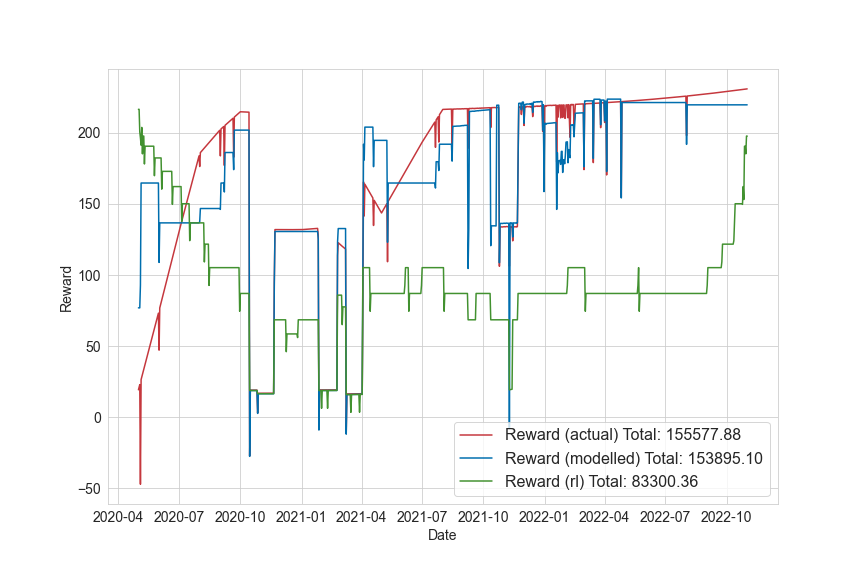 200
150
100
50
0
−50
Reward
2020-04 2020-07 2020-10 2021-01 2021-04 2021-07 2021-10 2022-01 2022-04 2022-07 2022-10
Date
Reward (actual) Total: 155577.88
Reward (modelled) Total: 153895.10
Reward (rl) Total: 83300.36